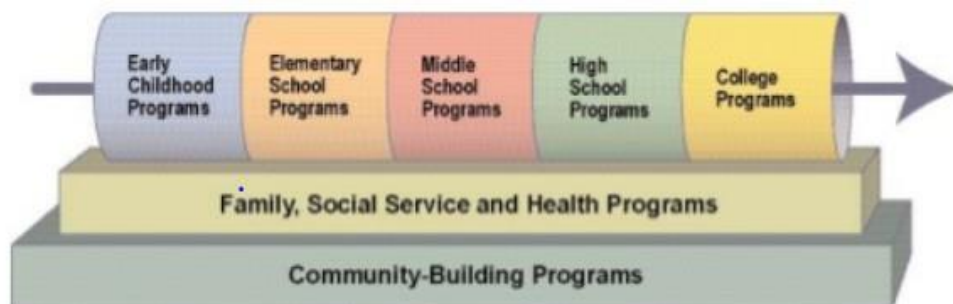 Early
Childhood
Programs
Elementary
School
Programs
Middle
School
Programs
High
School
Programs
College
Programs
Family, Social Service and Health Programs
Community-Building Programs